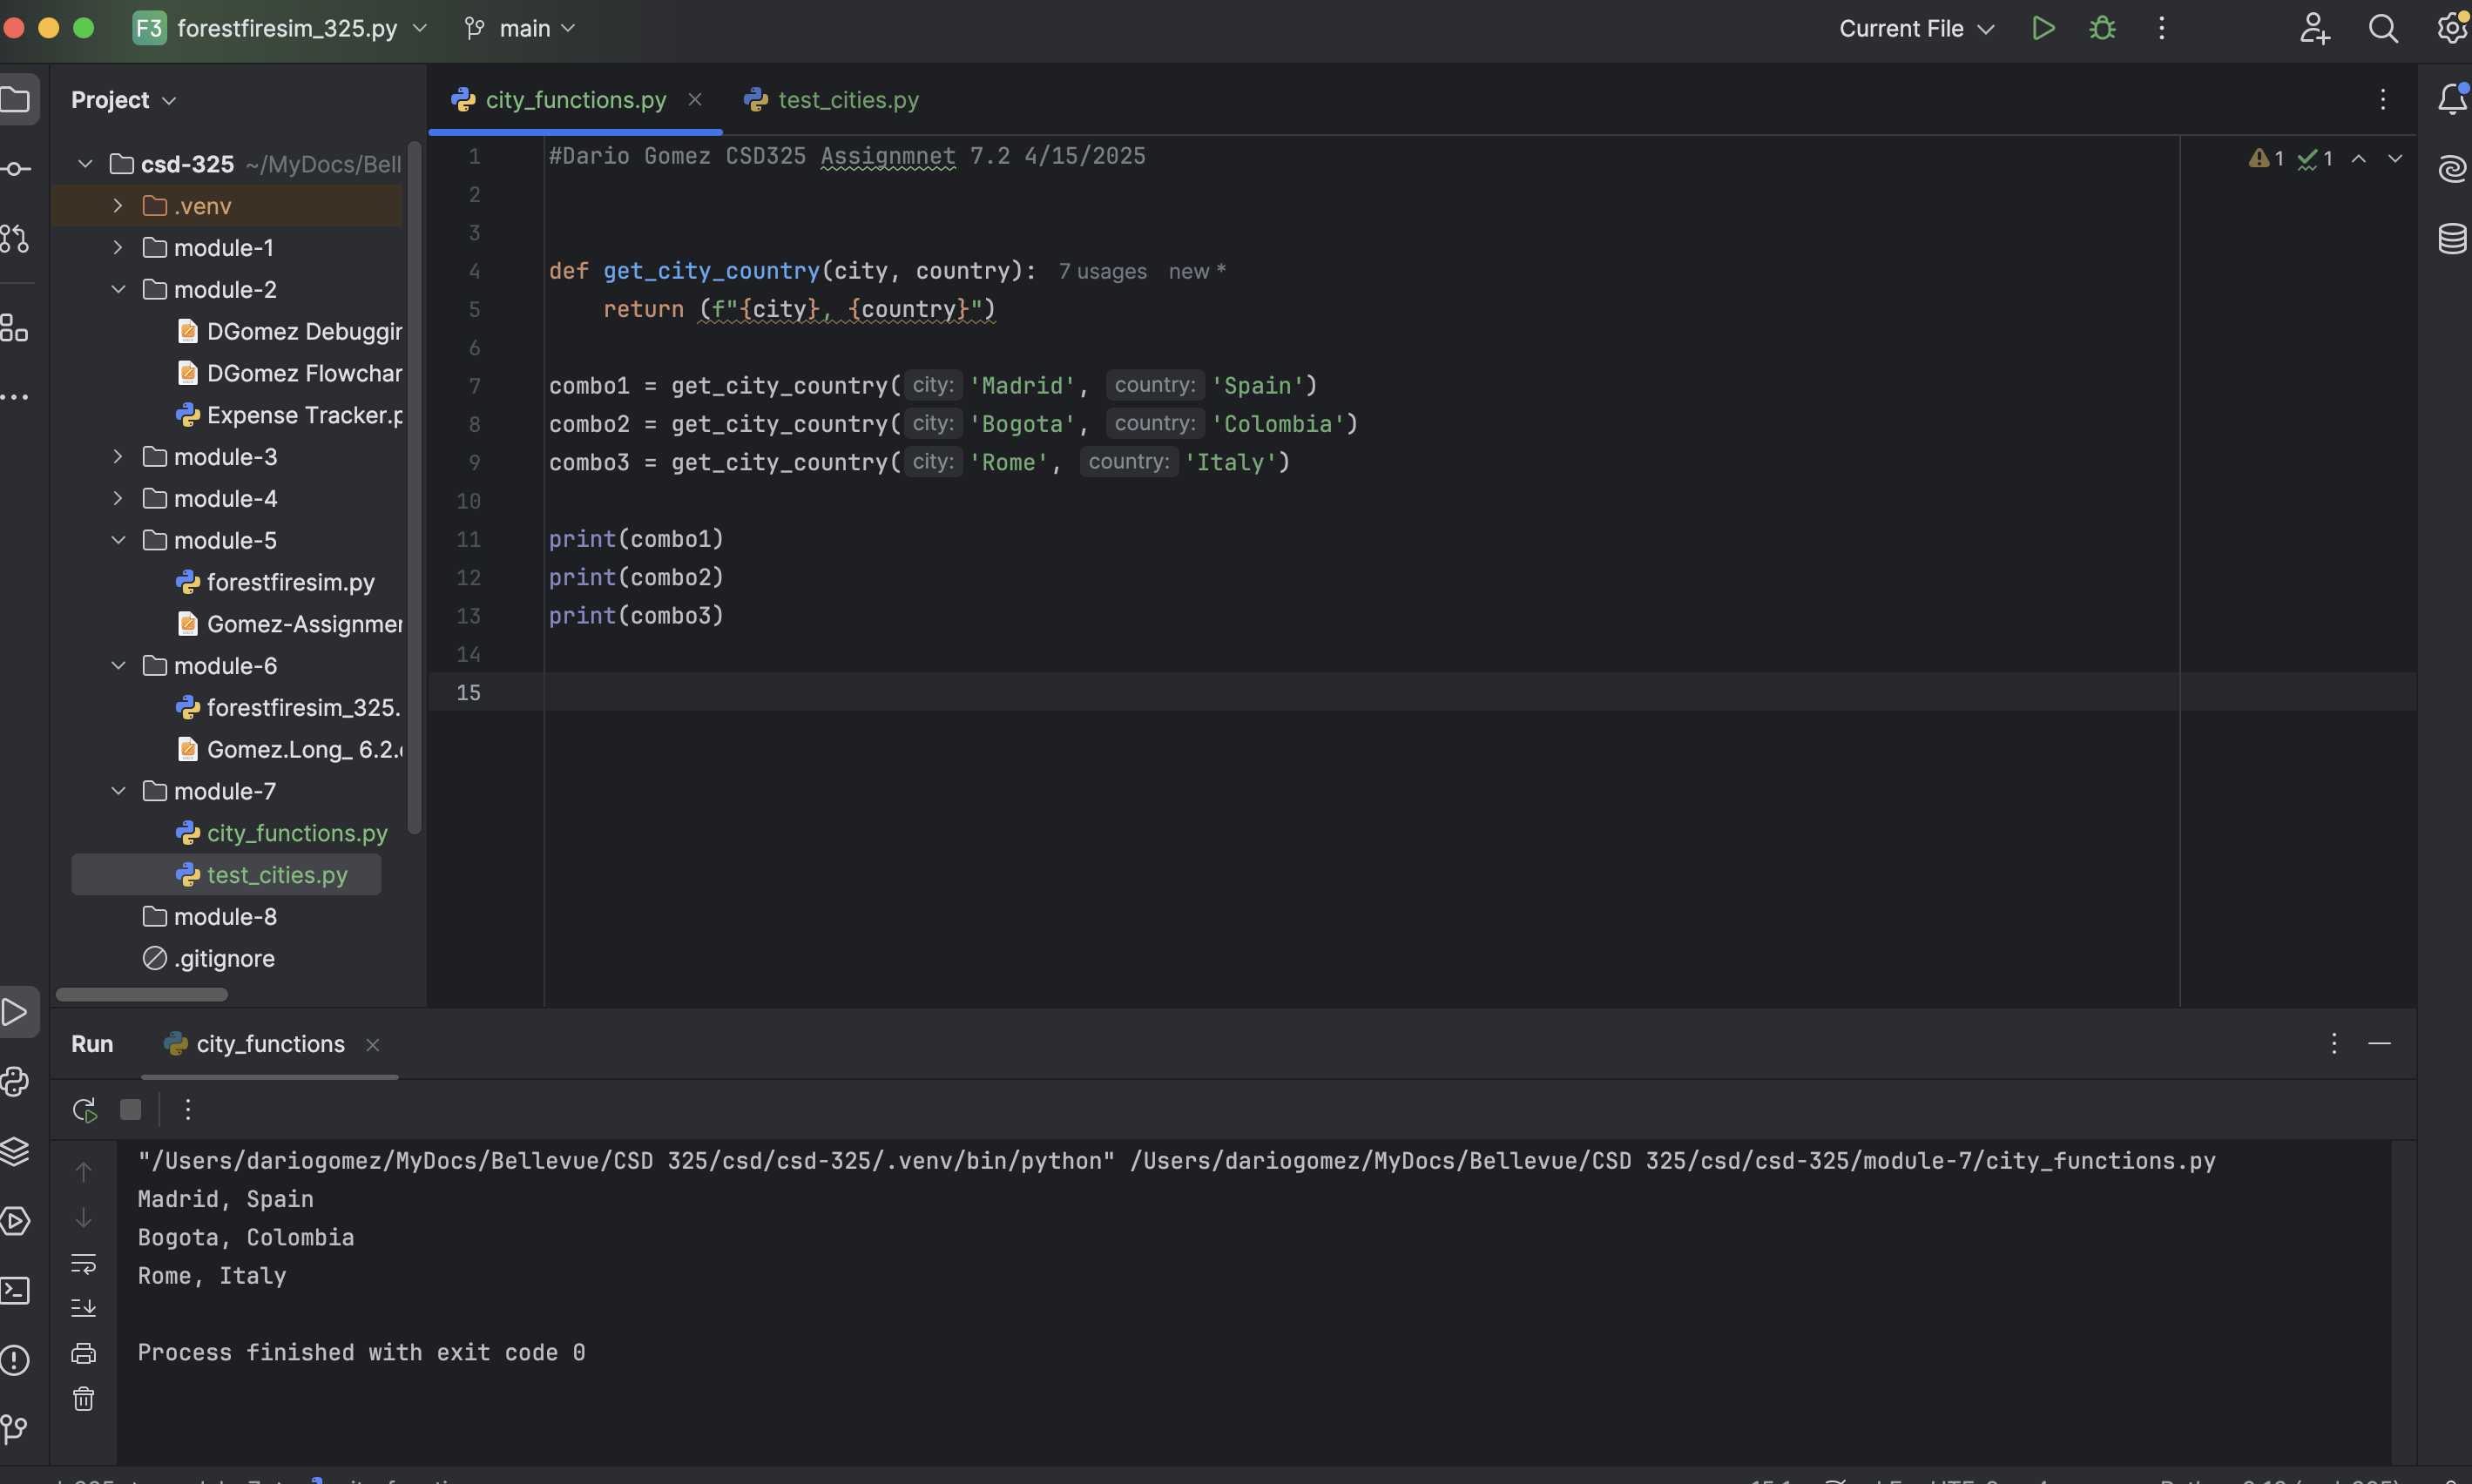 F3 forestfiresim_325.py main Current File
Project
city_functions.py test_cities.py
csd-325 ~/MyDocs/Bell
.venv
module-1
module-2
DGomez Debuggin
DGomez Flowchar
Expense Tracker.p
module-3
module-4
module-5
forestfiresim.py
Gomez-Assignmen
module-6
forestfiresim_325.
Gomez.Long_ 6.2.
module-7
city_functions.py
test_cities.py
module-8
.gitignore
1 #Dario Gomez CSD325 Assignmnet 7.2 4/15/2025
1 1
2
3
4 def get_city_country(city, country): 7 usages new *
5 return (f"{city}, {country}")
6
7 combo1 = get_city_country( city: 'Madrid', country: 'Spain')
8 combo2 = get_city_country( city: 'Bogota', country: 'Colombia')
9 combo3 = get_city_country( city: 'Rome', country: 'Italy')
10
11 print(combo1)
12 print(combo2)
13 print(combo3)
14
15
Run city_functions
"/Users/dariogomez/MyDocs/Bellevue/CSD 325/csd/csd-325/.venv/bin/python" /Users/dariogomez/MyDocs/Bellevue/CSD 325/csd/csd-325/module-7/city_functions.py
Madrid, Spain
Bogota, Colombia
Rome, Italy
Process finished with exit code 0